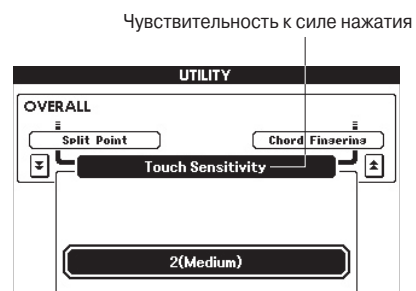 Чувствительность к силе нажатия
UTILITY
OVERALL
Split Point Chord Fingering
Touch Sensitivity
2(Medium)